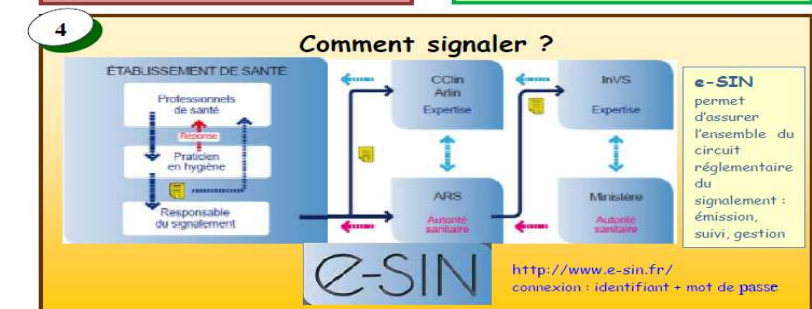 4
Comment signaler ?
ÉTABLISSEMENT DE SANTÉ
Professionnels
de santé
Réponse
Praticien
en hygiène
Responsable
du signalement
CClin
Arlin
Expertise
ARS
Autorité
sanitaire
InVS
Expertise
Ministère
Autorité
sanitaire
e-SIN
permet
d'assurer
l'ensemble du
circuit
réglementaire
du
signalement :
émission,
suivi, gestion
e-SIN
http://www.e-sin.fr/
connexion : identifiant + mot de passe